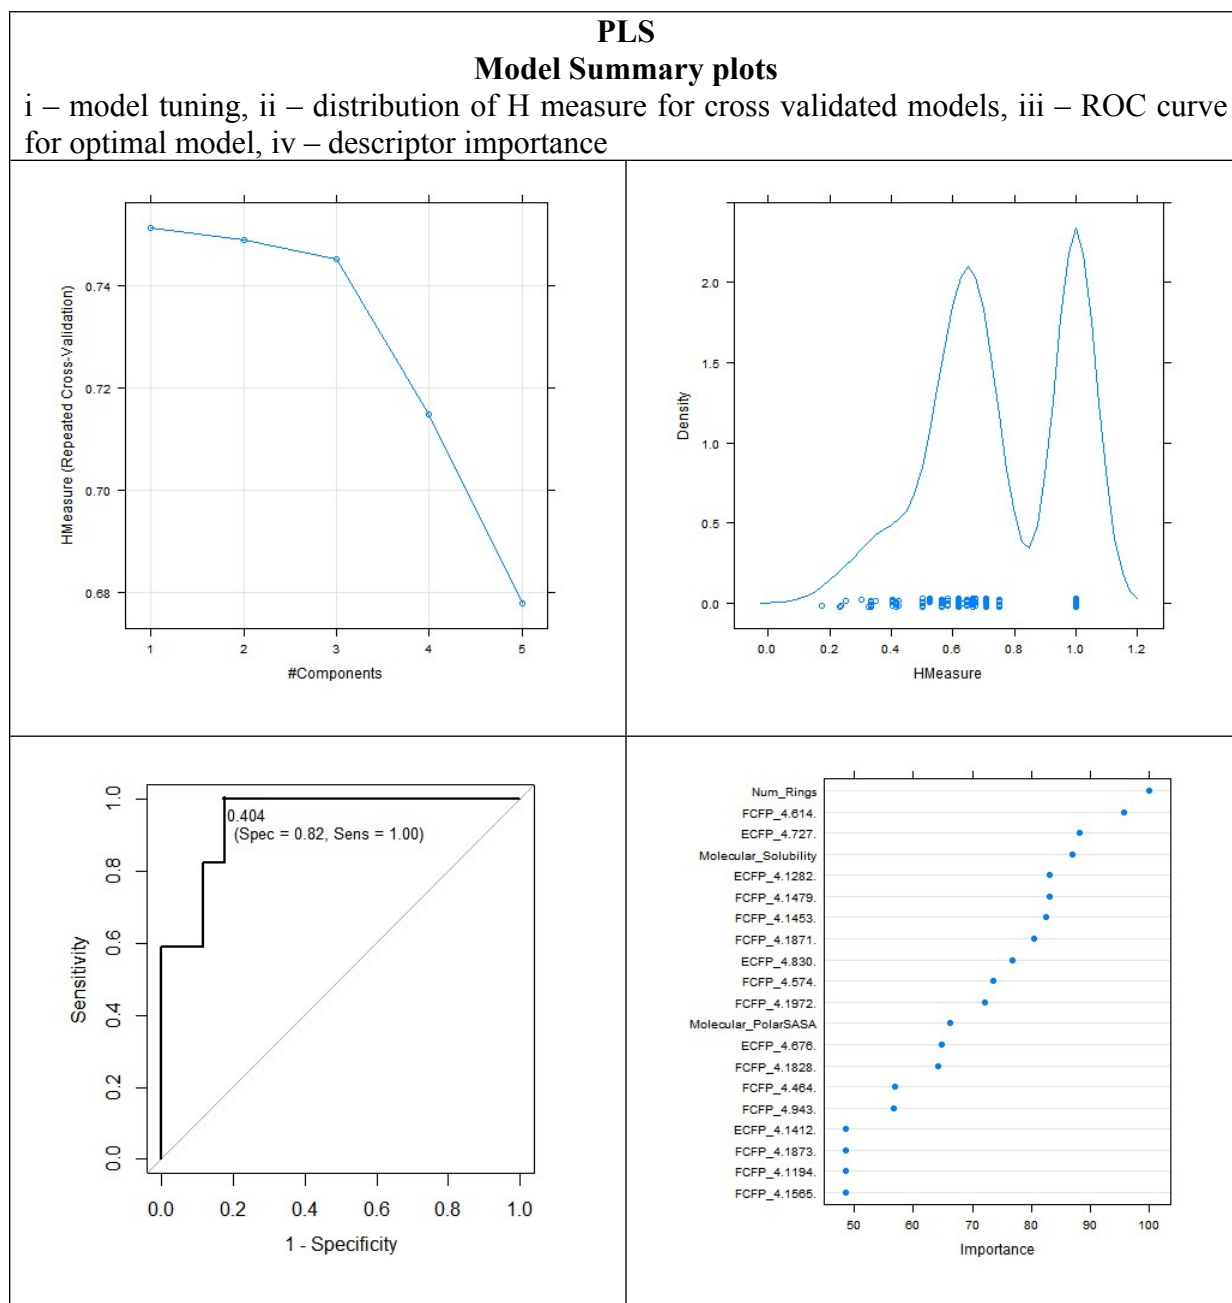 PLS
Model Summary plots
i – model tuning, ii – distribution of H measure for cross validated models, iii – ROC curve
for optimal model, iv – descriptor importance
HMeasure (Repeated Cross-Validation)
0.74
0.72
0.70
0.68
1 2 3 4 5
#Components
Density
2.0
1.5
1.0
0.5
0.0
0.0 0.2 0.4 0.6 0.8 1.0 1.2
HMeasure
Sensitivity
1.0
0.8
0.6
0.4
0.2
0.0
0.404
(Spec = 0.82, Sens = 1.00)
0.0 0.2 0.4 0.6 0.8 1.0
1 - Specificity
Num_Rings
FCFP_4.614.
ECFP_4.727.
Molecular_Solubility
ECFP_4.1282.
FCFP_4.1479.
FCFP_4.1453.
FCFP_4.1871.
ECFP_4.830.
FCFP_4.574.
FCFP_4.1972.
Molecular_PolarSASA
ECFP_4.676.
FCFP_4.1828.
FCFP_4.464.
FCFP_4.943.
ECFP_4.1412.
FCFP_4.1873.
FCFP_4.1194.
FCFP_4.1565.
50 60 70 80 90 100
Importance